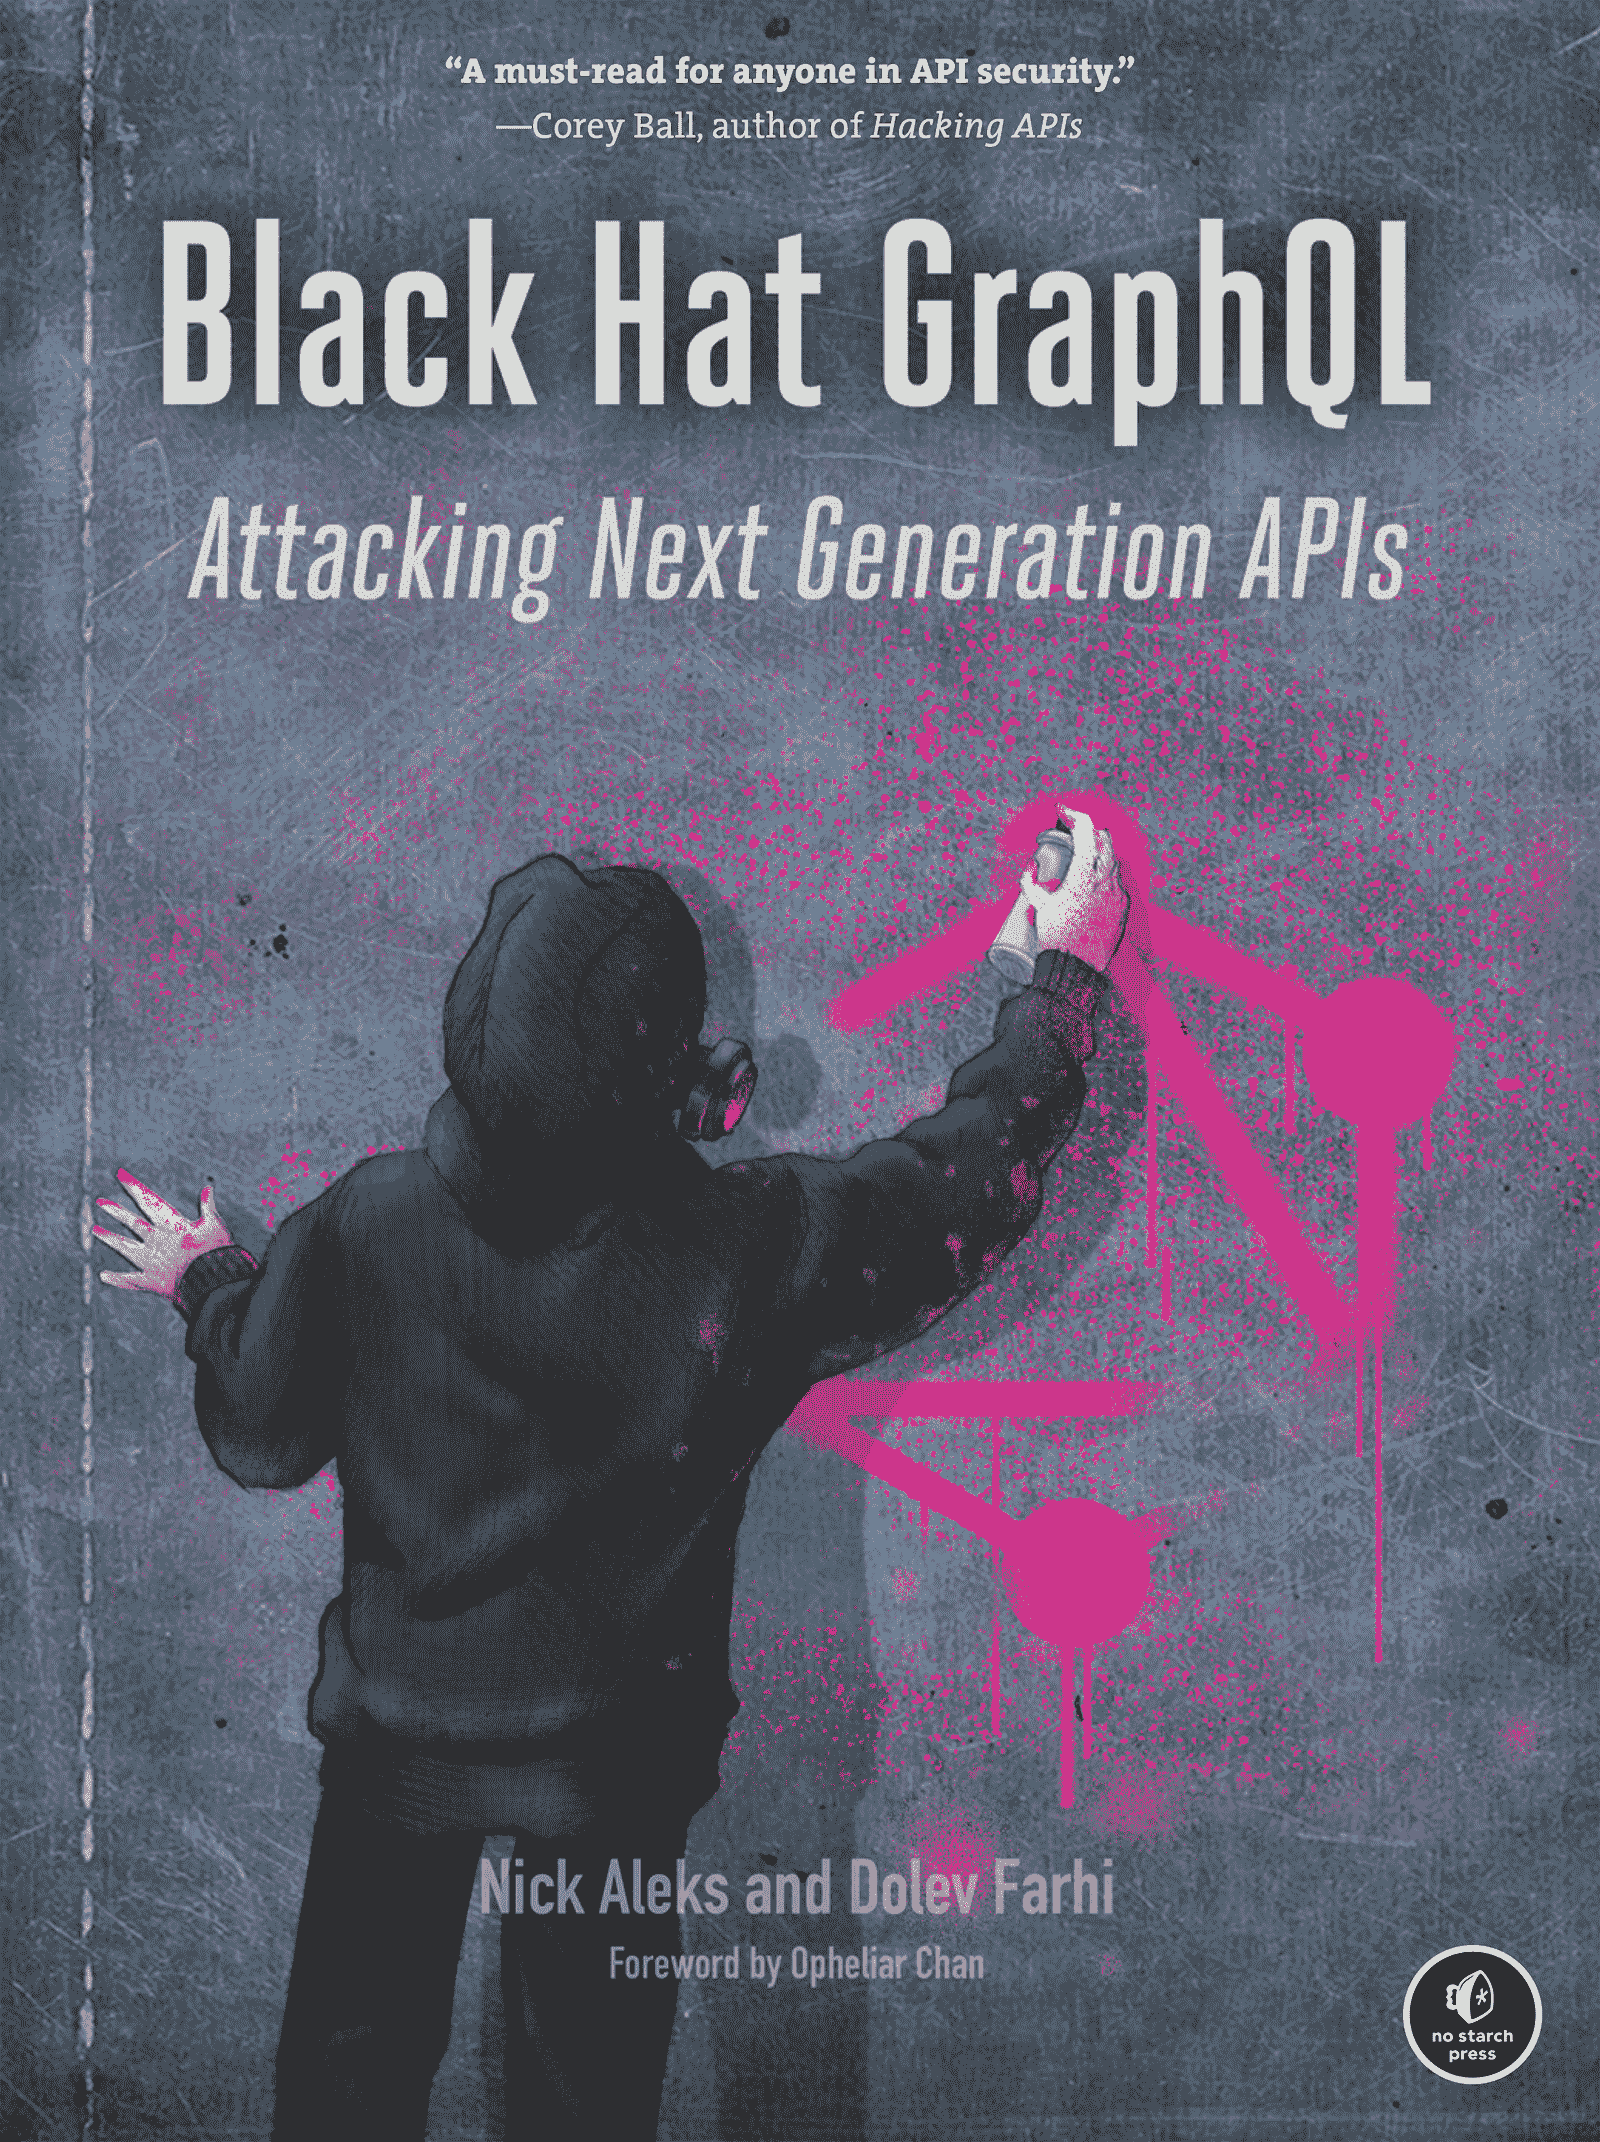 “A must-read for anyone in API security.”
—Corey Ball, author of Hacking APIs
Black Hat GraphQL
Attacking Next Generation APIs
Nick Aleks and Dolev Farhi
Foreword by Opheliar Chan
no starch
press